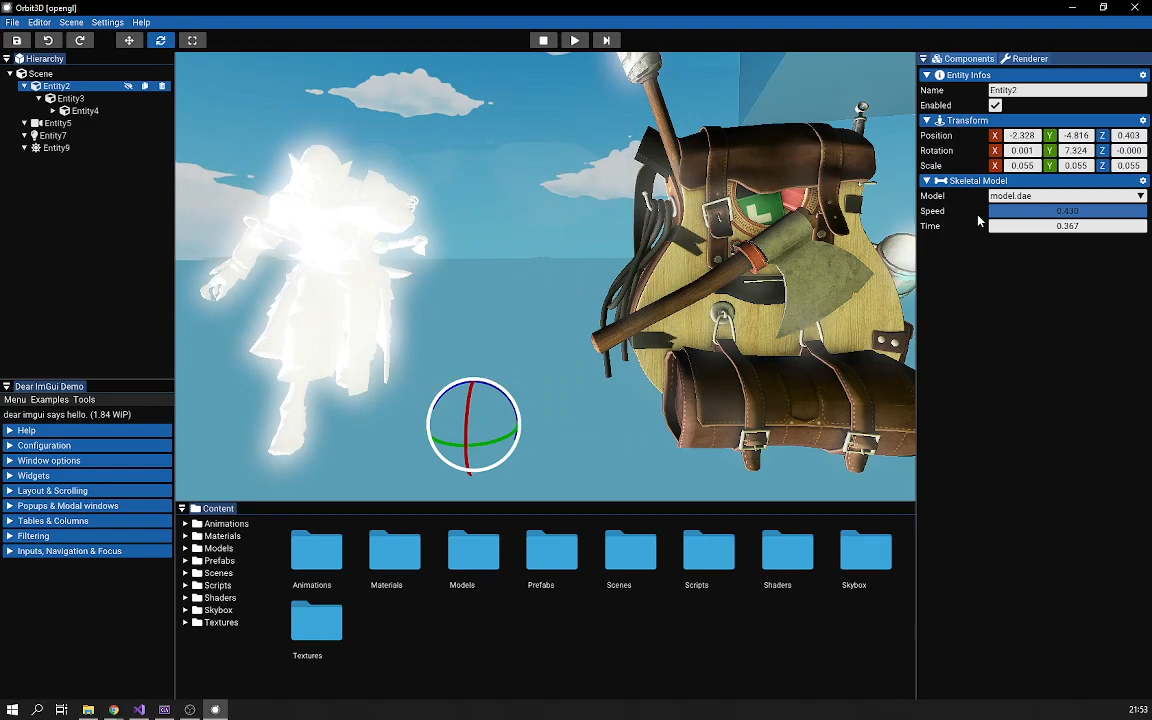 Orbit3D [opengl]
File Editor Scene Settings Help
Hierarchy
Scene
Entity2
Entity3
Entity4
Entity5
Entity7
Entity9
Dear ImGui Demo
Menu Examples Tools
dear imgui says hello. (1.84 WIP)
Help
Configuration
Window options
Widgets
Layout & Scrolling
Popups & Modal windows
Tables & Columns
Filtering
Inputs, Navigation & Focus
Content
Animations
Materials
Models
Prefabs
Scenes
Scripts
Shaders
Skybox
Textures
Animations
Materials
Models
Prefabs
Scenes
Scripts
Shaders
Skybox
Textures
Components Renderer
Entity Infos
Name Entity2
Enabled
Transform
Position X -2.328 Y -4.816 Z 0.403
Rotation X 0.001 Y 7.324 Z -0.000
Scale X 0.055 Y 0.055 Z 0.055
Skeletal Model
Model model.dae
Speed 0.430
Time 0.367
21:53